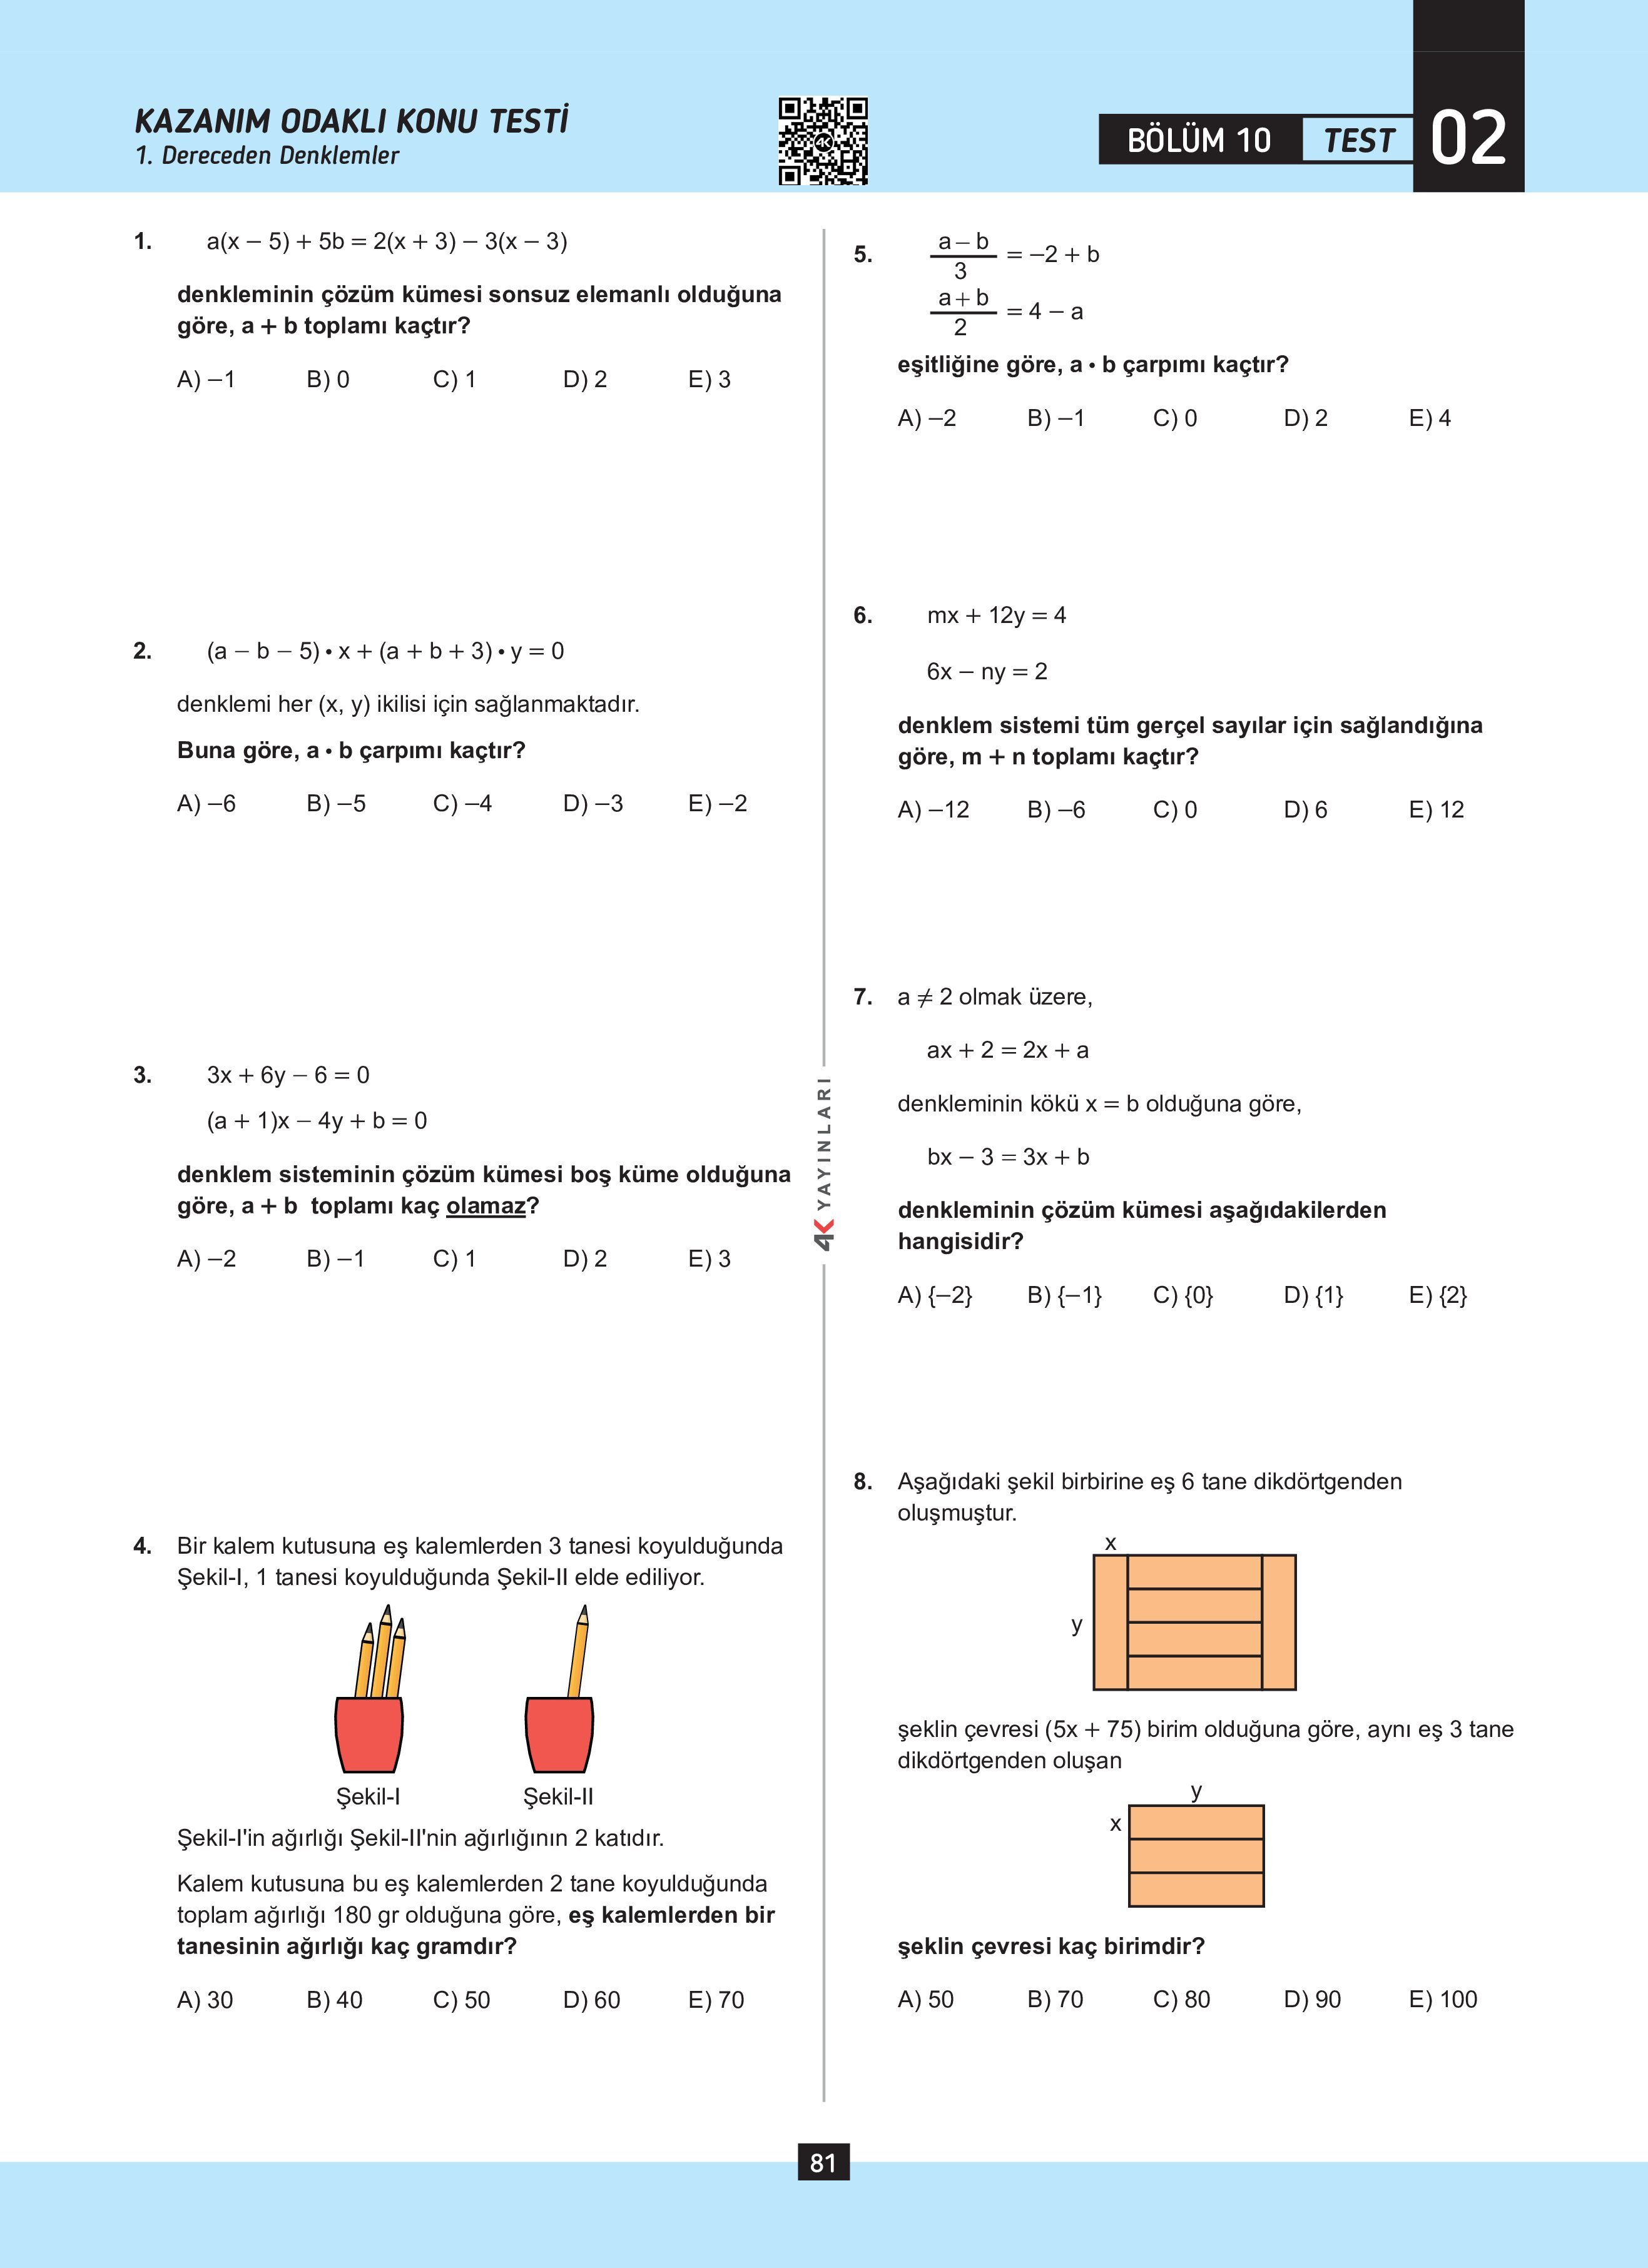 KAZANIM ODAKLI KONU TESTİ
1. Dereceden Denklemler
4K
BÖLÜM 10 TEST 02
1. a(x – 5) + 5b = 2(x + 3) – 3(x – 3)
denkleminin çözüm kümesi sonsuz elemanlı olduğuna
göre, a + b toplamı kaçtır?
A) –1 B) 0 C) 1 D) 2 E) 3
2. (a – b – 5) • x + (a + b + 3) • y = 0
denklemi her (x, y) ikilisi için sağlanmaktadır.
Buna göre, a • b çarpımı kaçtır?
A) –6 B) –5 C) –4 D) –3 E) –2
3. 3x + 6y – 6 = 0
(a + 1)x – 4y + b = 0
denklem sisteminin çözüm kümesi boş küme olduğuna
göre, a + b toplamı kaç olamaz?
A) –2 B) –1 C) 1 D) 2 E) 3
4. Bir kalem kutusuna eş kalemlerden 3 tanesi koyulduğunda
Şekil-I, 1 tanesi koyulduğunda Şekil-II elde ediliyor.
Şekil-I Şekil-II
Şekil-I'in ağırlığı Şekil-II'nin ağırlığının 2 katıdır.
Kalem kutusuna bu eş kalemlerden 2 tane koyulduğunda
toplam ağırlığı 180 gr olduğuna göre, eş kalemlerden bir
tanesinin ağırlığı kaç gramdır?
A) 30 B) 40 C) 50 D) 60 E) 70
4K YAYINLARI
5. a – b
3
= –2 + b
a + b
2
= 4 – a
eşitliğine göre, a • b çarpımı kaçtır?
A) –2 B) –1 C) 0 D) 2 E) 4
6. mx + 12y = 4
6x – ny = 2
denklem sistemi tüm gerçel sayılar için sağlandığına
göre, m + n toplamı kaçtır?
A) –12 B) –6 C) 0 D) 6 E) 12
7. a ≠ 2 olmak üzere,
ax + 2 = 2x + a
denkleminin kökü x = b olduğuna göre,
bx – 3 = 3x + b
denkleminin çözüm kümesi aşağıdakilerden
hangisidir?
A) {–2} B) {–1} C) {0} D) {1} E) {2}
8. Aşağıdaki şekil birbirine eş 6 tane dikdörtgenden
oluşmuştur.
x
y
şeklin çevresi (5x + 75) birim olduğuna göre, aynı eş 3 tane
dikdörtgenden oluşan
y
x
şeklin çevresi kaç birimdir?
A) 50 B) 70 C) 80 D) 90 E) 100
81